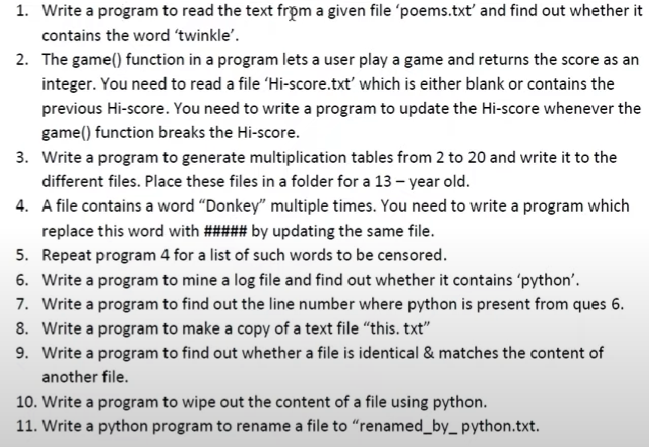 1. Write a program to read the text from a given file ‘poems.txt’ and find out whether it
contains the word ‘twinkle’.
2. The game() function in a program lets a user play a game and returns the score as an
integer. You need to read a file ‘Hi-score.txt’ which is either blank or contains the
previous Hi-score. You need to write a program to update the Hi-score whenever the
game() function breaks the Hi-score.
3. Write a program to generate multiplication tables from 2 to 20 and write it to the
different files. Place these files in a folder for a 13 – year old.
4. A file contains a word “Donkey” multiple times. You need to write a program which
replace this word with ##### by updating the same file.
5. Repeat program 4 for a list of such words to be censored.
6. Write a program to mine a log file and find out whether it contains ‘python’.
7. Write a program to find out the line number where python is present from ques 6.
8. Write a program to make a copy of a text file “this. txt”
9. Write a program to find out whether a file is identical & matches the content of
another file.
10. Write a program to wipe out the content of a file using python.
11. Write a python program to rename a file to “renamed_by_ python.txt.